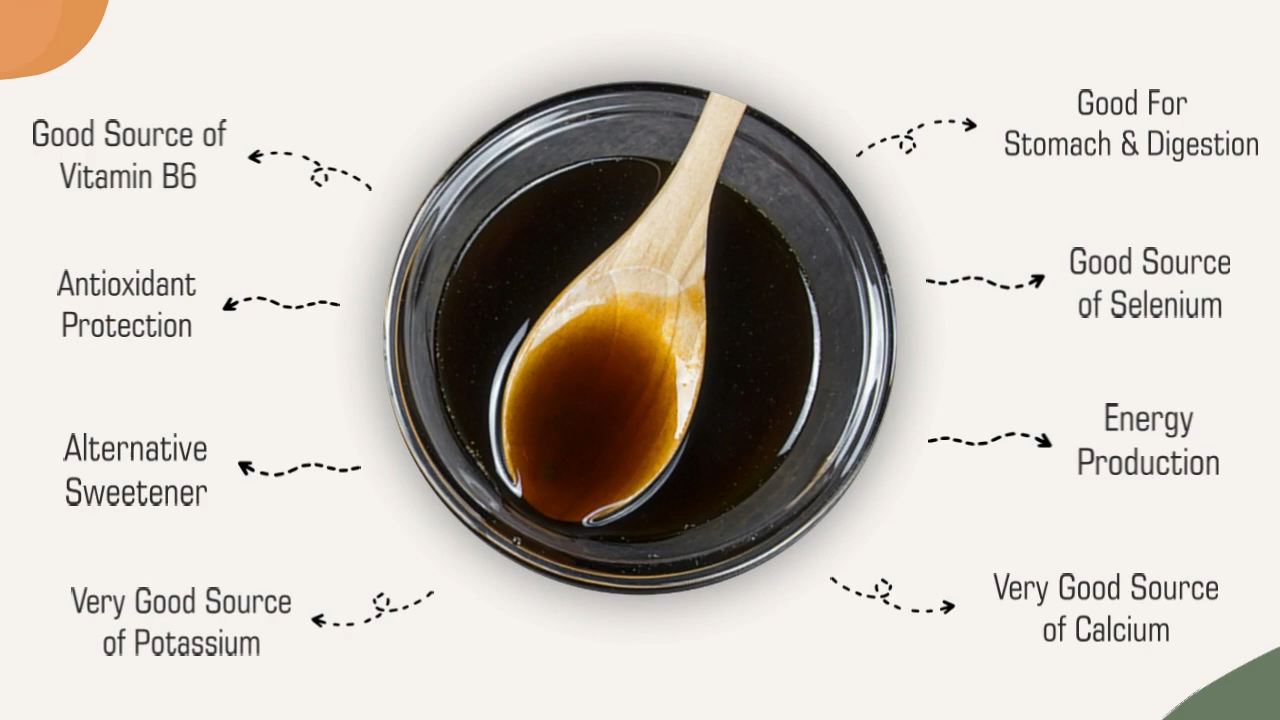 Good Source of
Vitamin B6
Antioxidant
Protection
Alternative
Sweetener
Very Good Source
of Potassium
Good For
Stomach & Digestion
Good Source
of Selenium
Energy
Production
Very Good Source
of Calcium